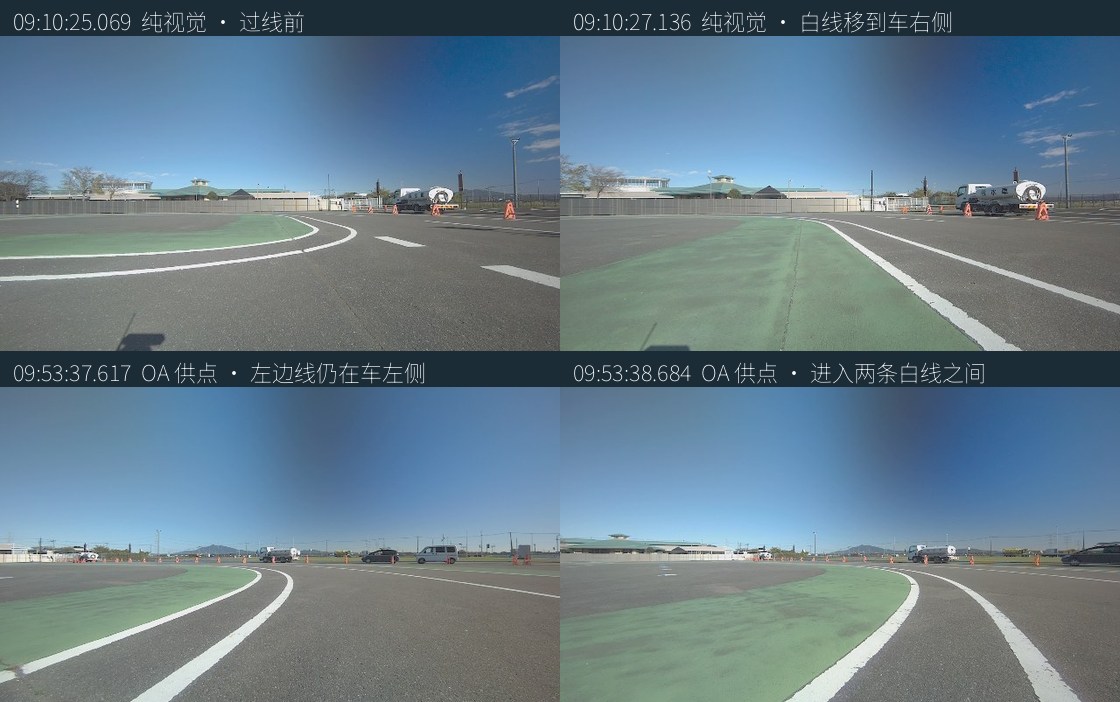 09:10:25.069 纯视觉 · 过线前
09:10:27.136 纯视觉 · 白线移到车右侧
09:53:37.617 OA 供点 · 左边线仍在车左侧
09:53:38.684 OA 供点 · 进入两条白线之间